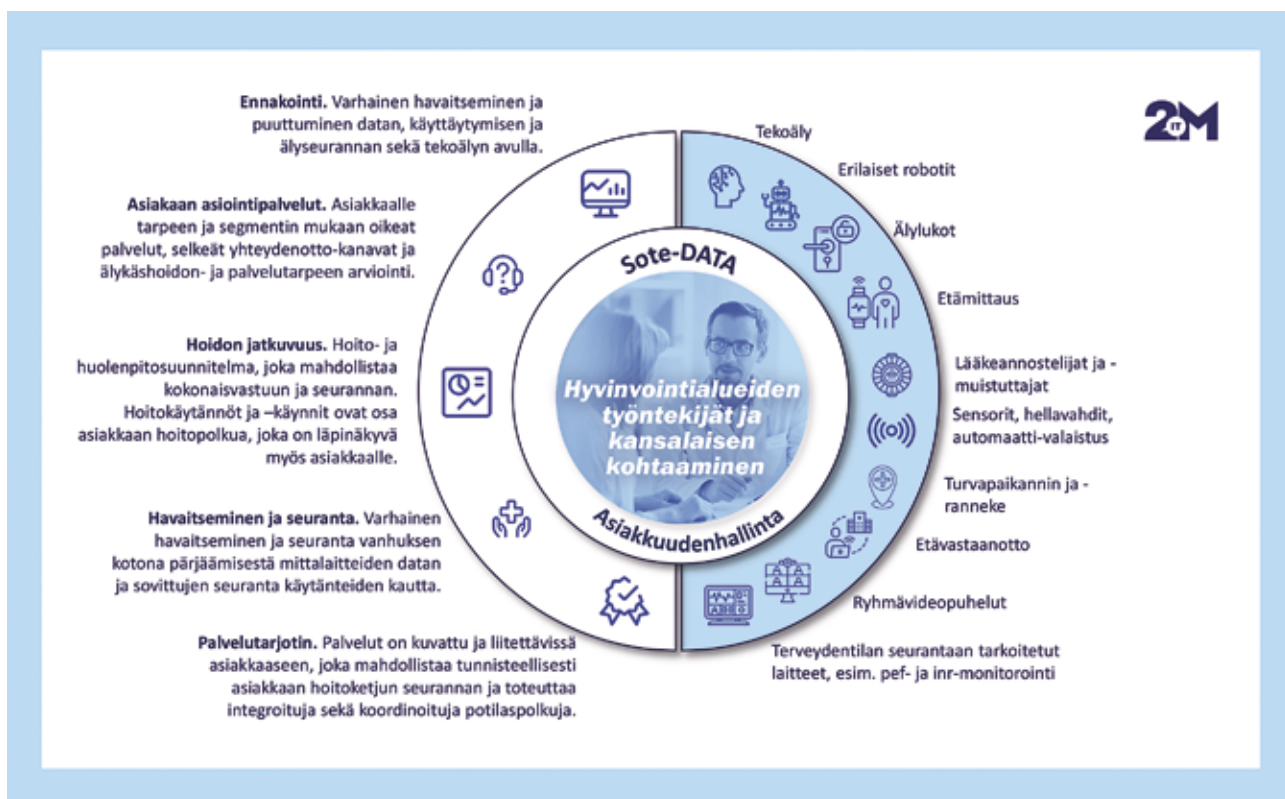 Ennakointi. Varhainen havaitseminen ja
puuttuminen datan, käyttäytymisen ja
älyseurannan sekä tekoälyn avulla.
Asiakaan asiointipalvelut. Asiakkaalle
tarpeen ja segmentin mukaan oikeat
palvelut, selkeät yhteydenotto-kanavat ja
älykäshoidon- ja palvelutarpeen arviointi.
Hoidon jatkuvuus. Hoito- ja
huolenpitosuunnitelma, joka mahdollistaa
kokonaisvastuun ja seurannan.
Hoitokäytännöt ja –käynnit ovat osa
asiakkaan hoitopolkua, joka on läpinäkyvä
myös asiakkaalle.
Havaitseminen ja seuranta. Varhainen
havaitseminen ja seuranta vanhuksen
kotona pärjäämisestä mittalaitteiden datan
ja sovittujen seuranta käytänteiden kautta.
Palvelutarjotin. Palvelut on kuvattu ja liitettävissä
asiakkaaseen, joka mahdollistaa tunnisteellisesti
asiakkaan hoitoketjun seurannan ja toteuttaa
integroituja sekä koordinoituja potilaspolkuja.
Sote-DATA
Hyvinvointialueiden
työntekijät ja
kansalaisen
kohtaaminen
Asiakkuudenhallinta
Tekoäly
Erilaiset robotit
Älylukot
Etämittaus
Lääkeannostelijat ja -
muistuttajat
Sensorit, hellavahdit,
automaatti-valaistus
Turvapaikannin ja -
ranneke
Etävastaanotto
Ryhmävideopuhelut
Terveydentilan seurantaan tarkoitetut
laitteet, esim. pef- ja inr-monitorointi
2M
IT